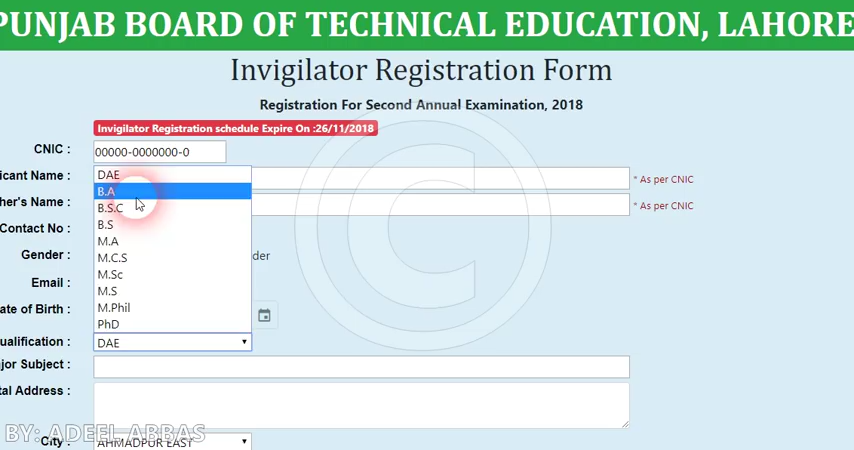 PUNJAB BOARD OF TECHNICAL EDUCATION, LAHORE
Invigilator Registration Form
Registration For Second Annual Examination, 2018
Invigilator Registration schedule Expire On :26/11/2018
CNIC : 00000-0000000-0
icant Name : * As per CNIC
her's Name : * As per CNIC
Contact No :
Gender : der
Email :
ate of Birth :
DAE
B.A
B.S.C
B.S
M.A
M.C.S
M.Sc
M.S
M.Phil
PhD
ualification : DAE
jor Subject :
tal Address :
BY: ADEEL ABBAS
City : AHMADPUR EAST